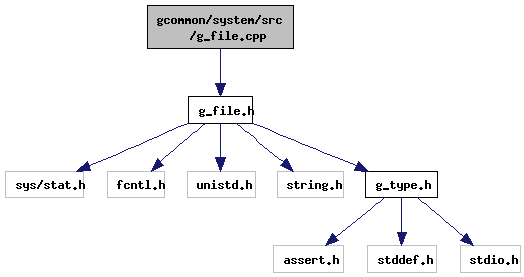 gcommon/system/src
/g_file.cpp
g_file.h
sys/stat.h
fcntl.h
unistd.h
string.h
g_type.h
assert.h
stddef.h
stdio.h